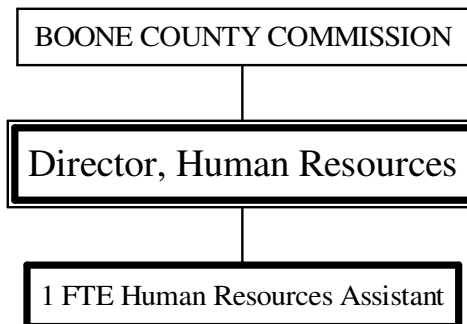 BOONE COUNTY COMMISSION
Director, Human Resources
1 FTE Human Resources Assistant